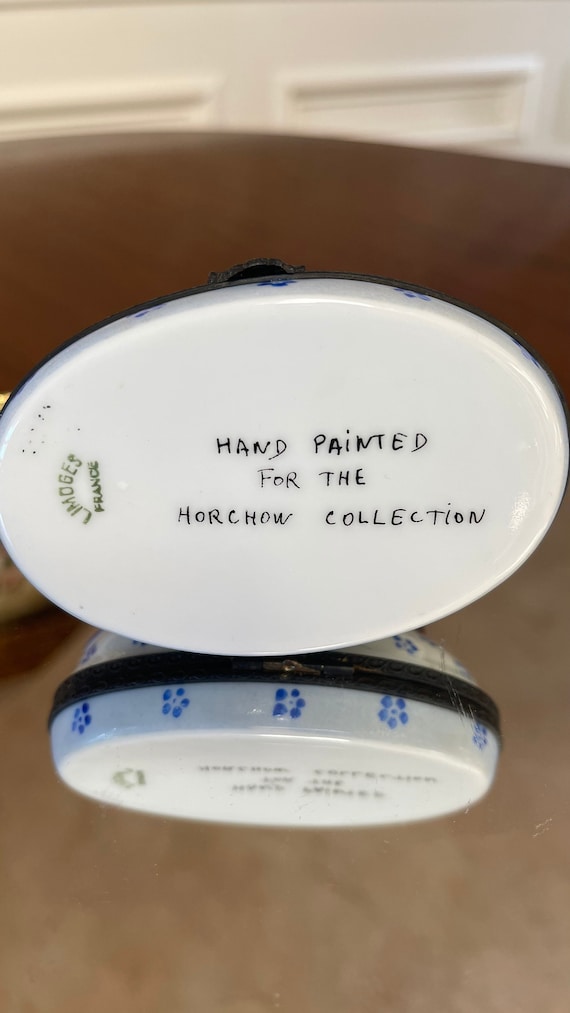 LIMOGES
FRANCE
HAND PAiNTED
FOR THE
HORCHOW COLLECTiON